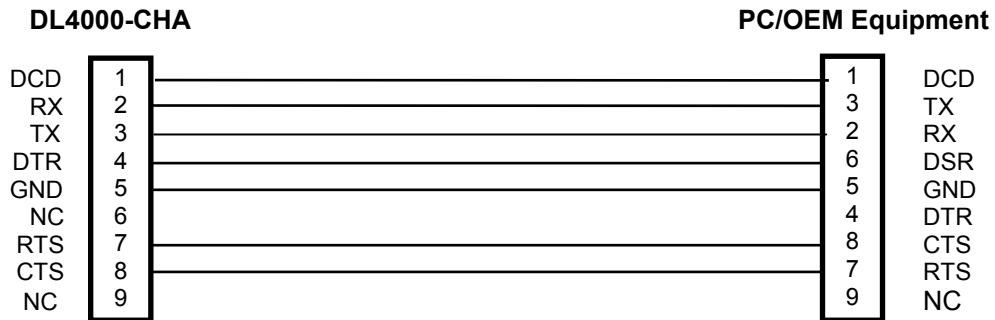 DL4000-CHA PC/OEM Equipment
DCD 1 1 DCD
RX 2 3 TX
TX 3 2 RX
DTR 4 6 DSR
GND 5 5 GND
NC 6 4 DTR
RTS 7 8 CTS
CTS 8 7 RTS
NC 9 9 NC